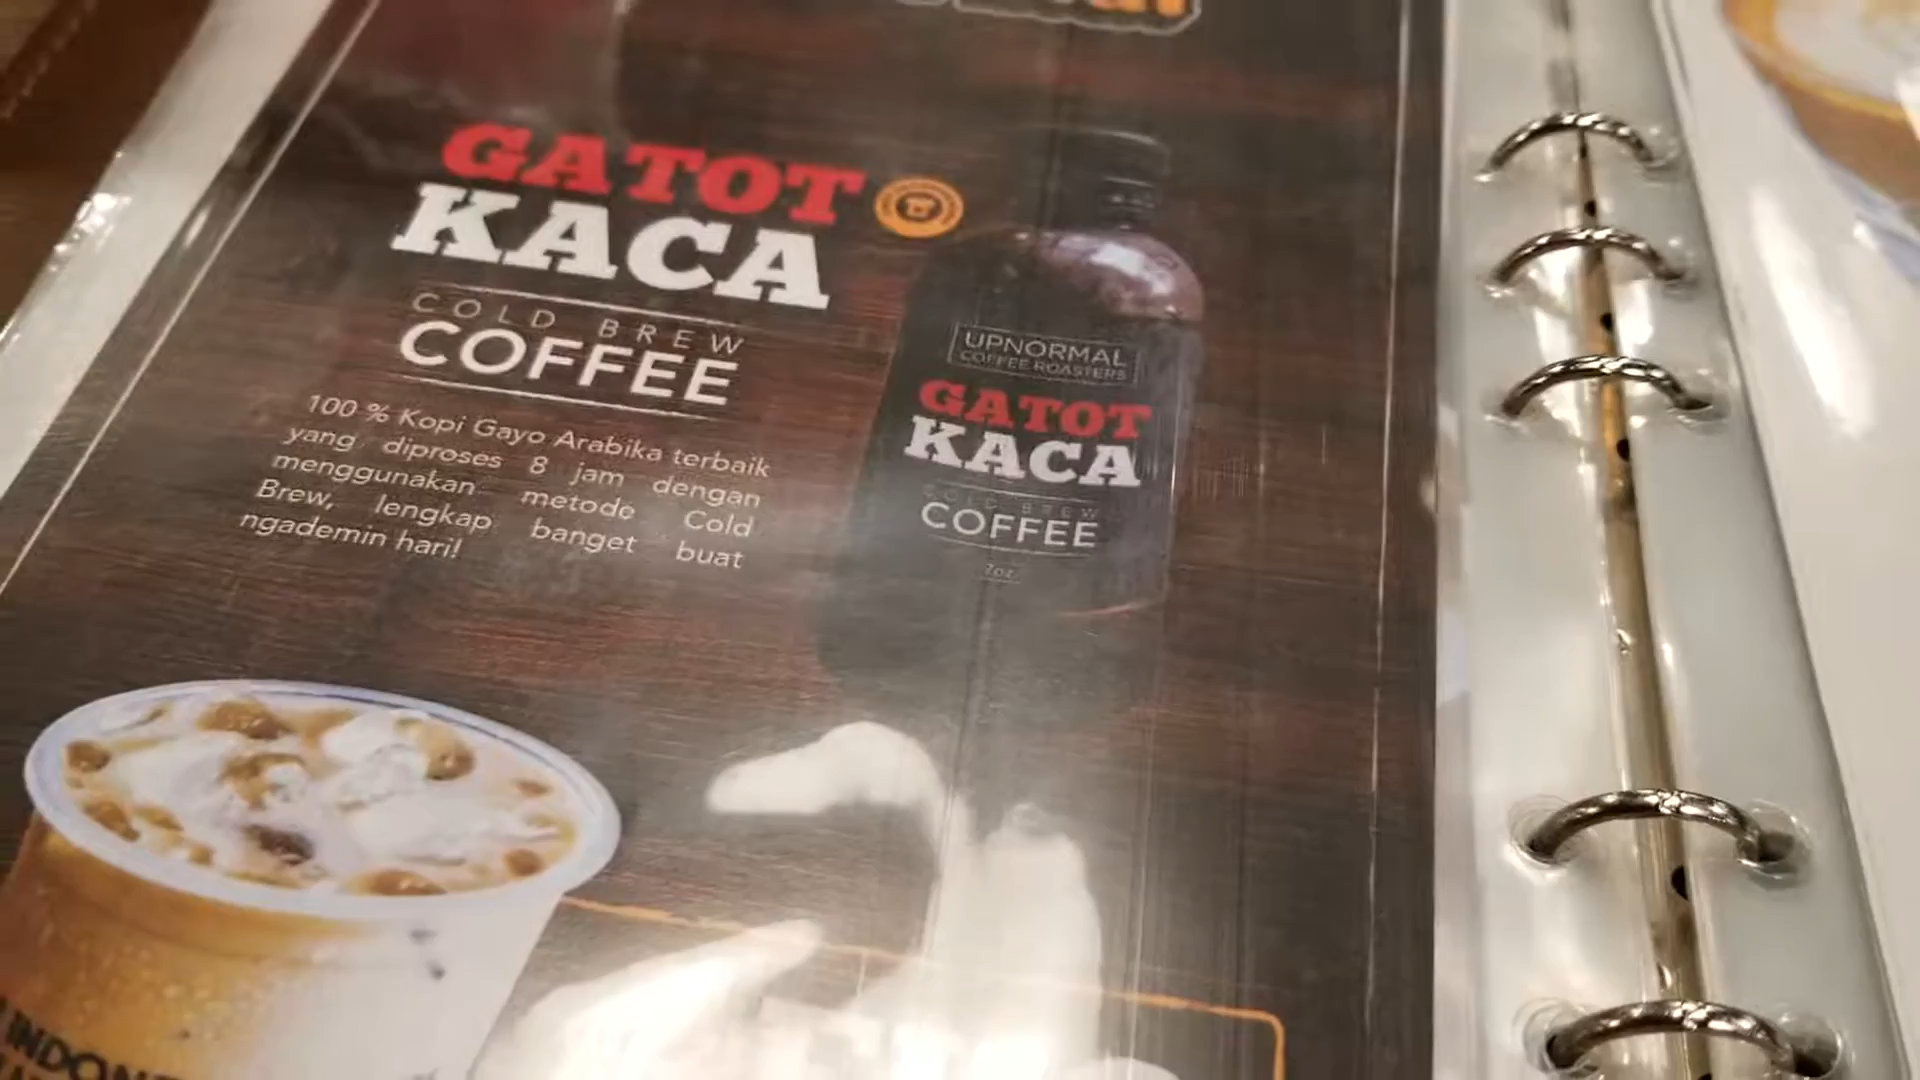 GATOT
KACA
COLD BREW
COFFEE
100 % Kopi Gayo Arabika terbaik
yang diproses 8 jam dengan
menggunakan metode Cold
Brew, lengkap banget buat
ngademin hari!
UPNORMAL
COFFEE ROASTERS
GATOT
KACA
COLD BREW
COFFEE
7oz